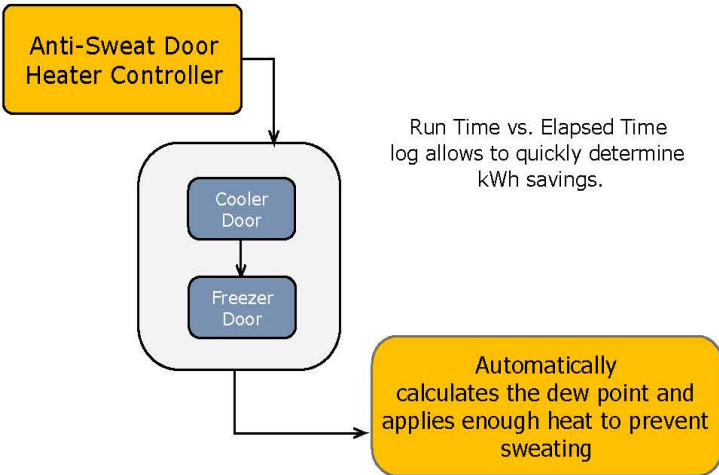 Anti-Sweat Door
Heater Controller
Run Time vs. Elapsed Time
log allows to quickly determine
kWh savings.
Cooler
Door
Freezer
Door
Automatically
calculates the dew point and
applies enough heat to prevent
sweating